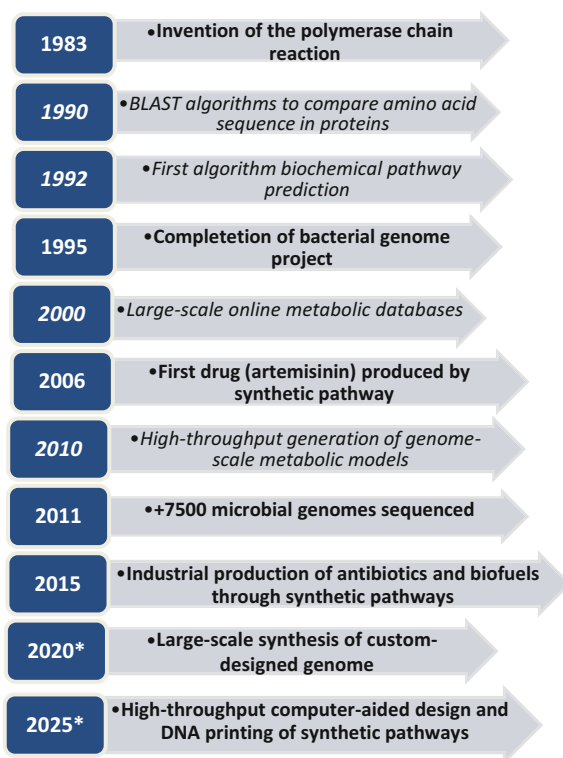 1983
•Invention of the polymerase chain
reaction
1990
•BLAST algorithms to compare amino acid
sequence in proteins
1992
•First algorithm biochemical pathway
prediction
1995
•Completetion of bacterial genome
project
2000
•Large-scale online metabolic databases
2006
•First drug (artemisinin) produced by
synthetic pathway
2010
•High-throughput generation of genome-
scale metabolic models
2011
•+7500 microbial genomes sequenced
2015
•Industrial production of antibiotics and biofuels
through synthetic pathways
2020*
•Large-scale synthesis of custom-
designed genome
2025*
•High-throughput computer-aided design and
DNA printing of synthetic pathways